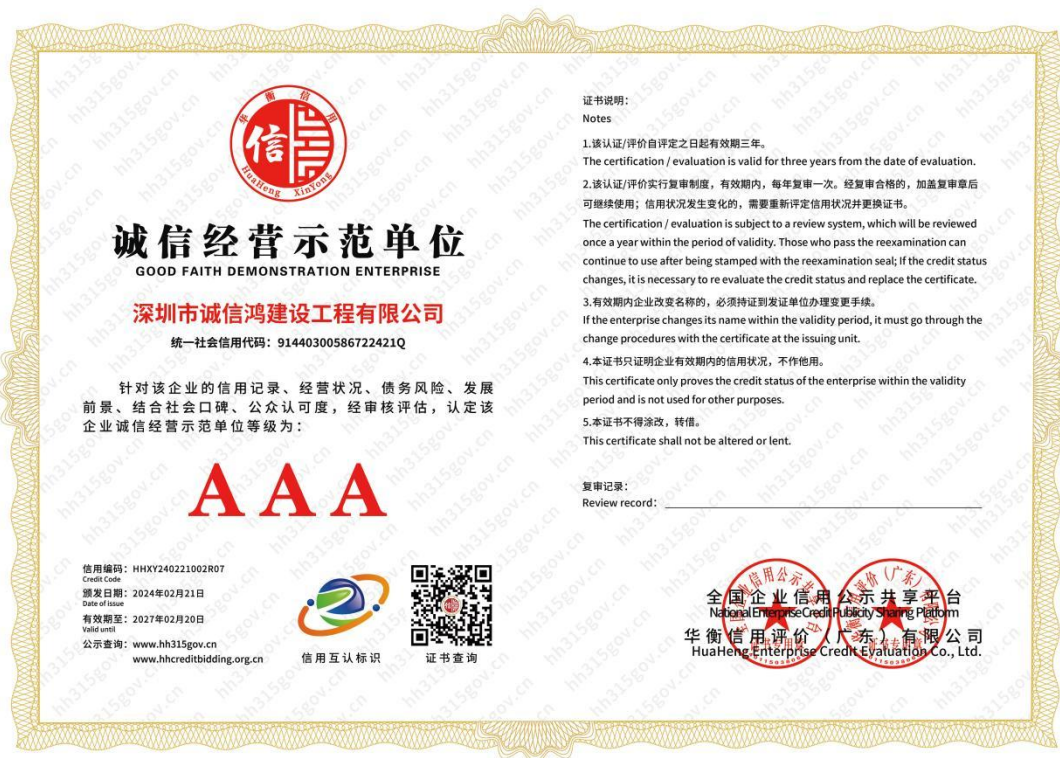 华衡信用
信
HuaHeng XinYong
诚信经营示范单位
GOOD FAITH DEMONSTRATION ENTERPRISE
深圳市诚信鸿建设工程有限公司
统一社会信用代码：91440300586722421Q
针对该企业的信用记录、经营状况、债务风险、发展
前景、结合社会口碑、公众认可度，经审核评估，认定该
企业诚信经营示范单位等级为：
AAA
信用编码：HHXY240221002R07
Credit Code
颁发日期：2024年02月21日
Date of issue
有效期至：2027年02月20日
Valid until
公示查询：www.hh315gov.cn
www.hhcreditbidding.org.cn
信用互认标识
证书查询
证书说明：
Notes
1.该认证/评价自评定之日起有效期三年。
The certification / evaluation is valid for three years from the date of evaluation.
2.该认证/评价实行复审制度，有效期内，每年复审一次。经复审合格的，加盖复审章后
可继续使用；信用状况发生变化的，需要重新评定信用状况并更换证书。
The certification / evaluation is subject to a review system, which will be reviewed
once a year within the period of validity. Those who pass the reexamination can
continue to use after being stamped with the reexamination seal; If the credit status
changes, it is necessary to re evaluate the credit status and replace the certificate.
3.有效期内企业改变名称的，必须持证到发证单位办理变更手续。
If the enterprise changes its name within the validity period, it must go through the
change procedures with the certificate at the issuing unit.
4.本证书只证明企业有效期内的信用状况，不作他用。
This certificate only proves the credit status of the enterprise within the validity
period and is not used for other purposes.
5.本证书不得涂改，转借。
This certificate shall not be altered or lent.
复审记录：
Review record：
全国企业信用公示共享平台
National Enterprise Credit Publicity Sharing Platform
华衡信用评价（广东）有限公司
HuaHeng Enterprise Credit Evaluation Co., Ltd.
证书专用章
证书专用章
hh315gov.cn